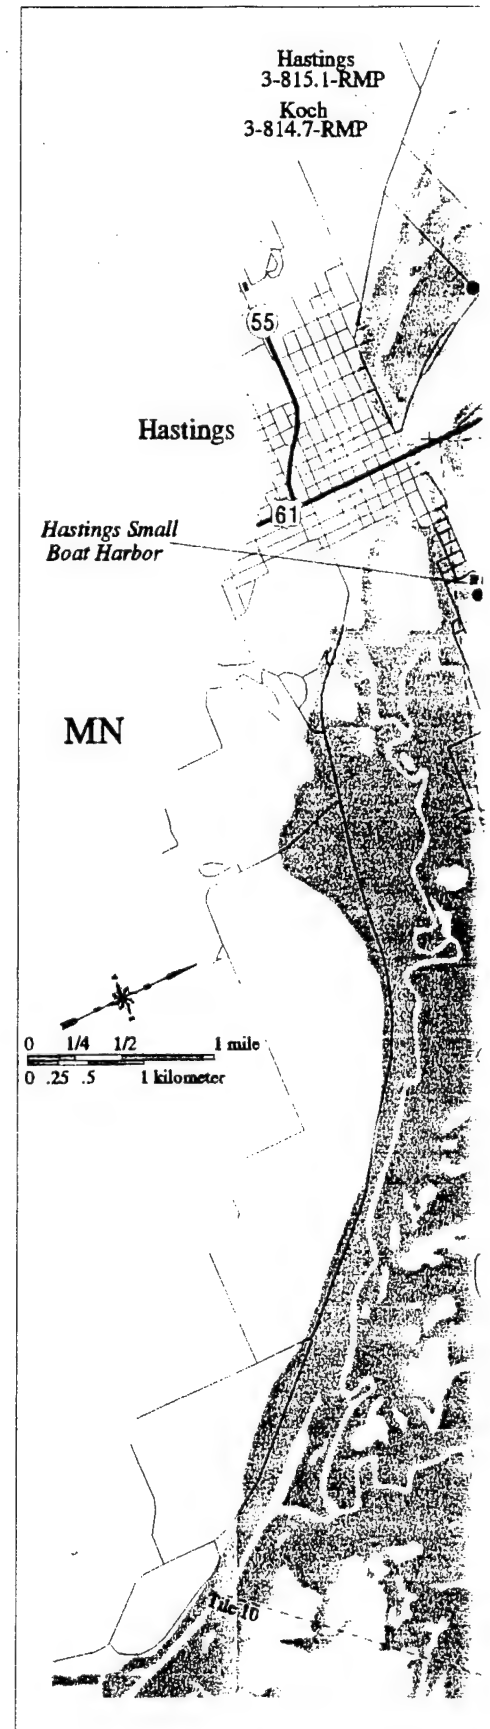 Hastings
3-815.1-RMP
Koch
3-814.7-RMP
55
Hastings
61
Hastings Small
Boat Harbor
MN
0 1/4 1/2 1 mile
0 .25 .5 1 kilometer
Tile 10